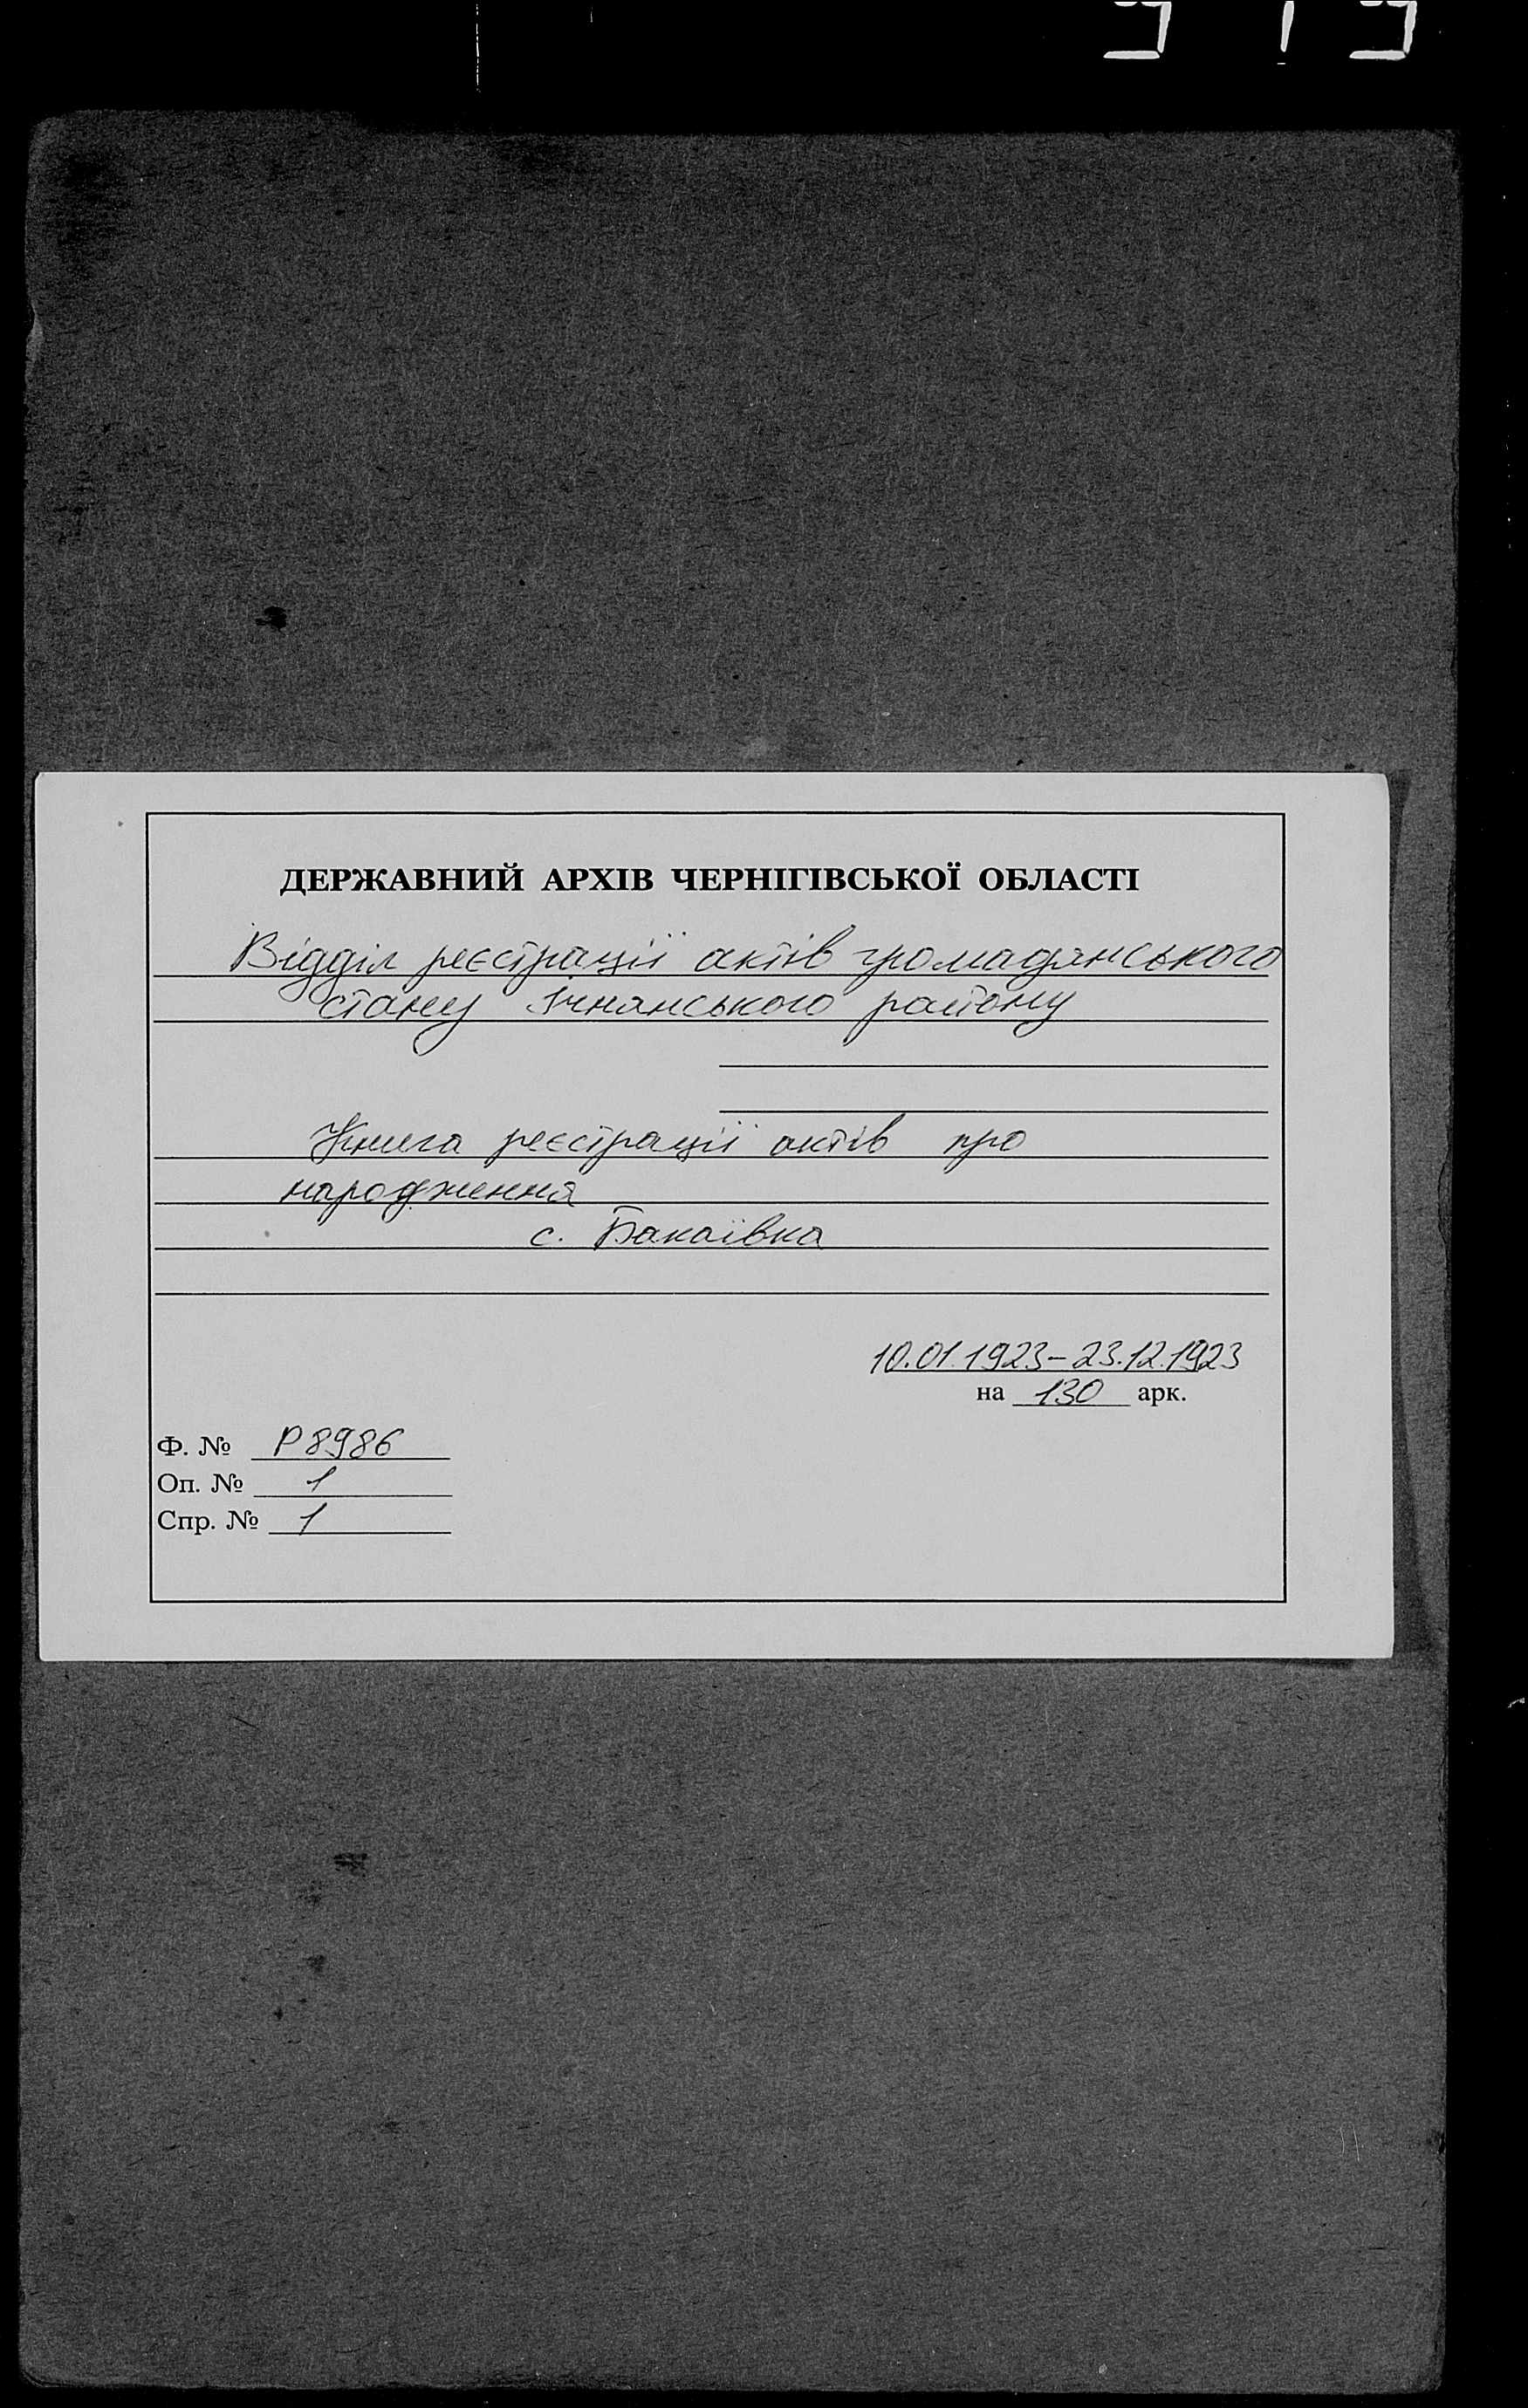 ДЕРЖАВНИЙ АРХІВ ЧЕРНІГІВСЬКОЇ ОБЛАСТІ
Відділ реєстрації актів громадянського
стану Ічнянського району
Книга реєстрації актів про
народження
с. Бакаївка
10.01.1923-23.12.1923
на 130 арк.
Ф. № Р8986
Оп. № 1
Спр. № 1